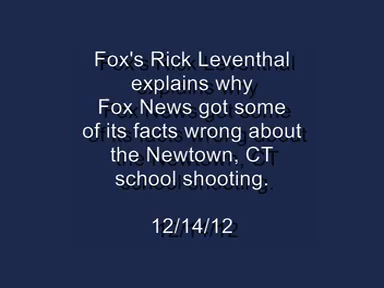 Fox's Rick Leventhal
explains why
Fox News got some
of its facts wrong about
the Newtown, CT
school shooting.
12/14/12